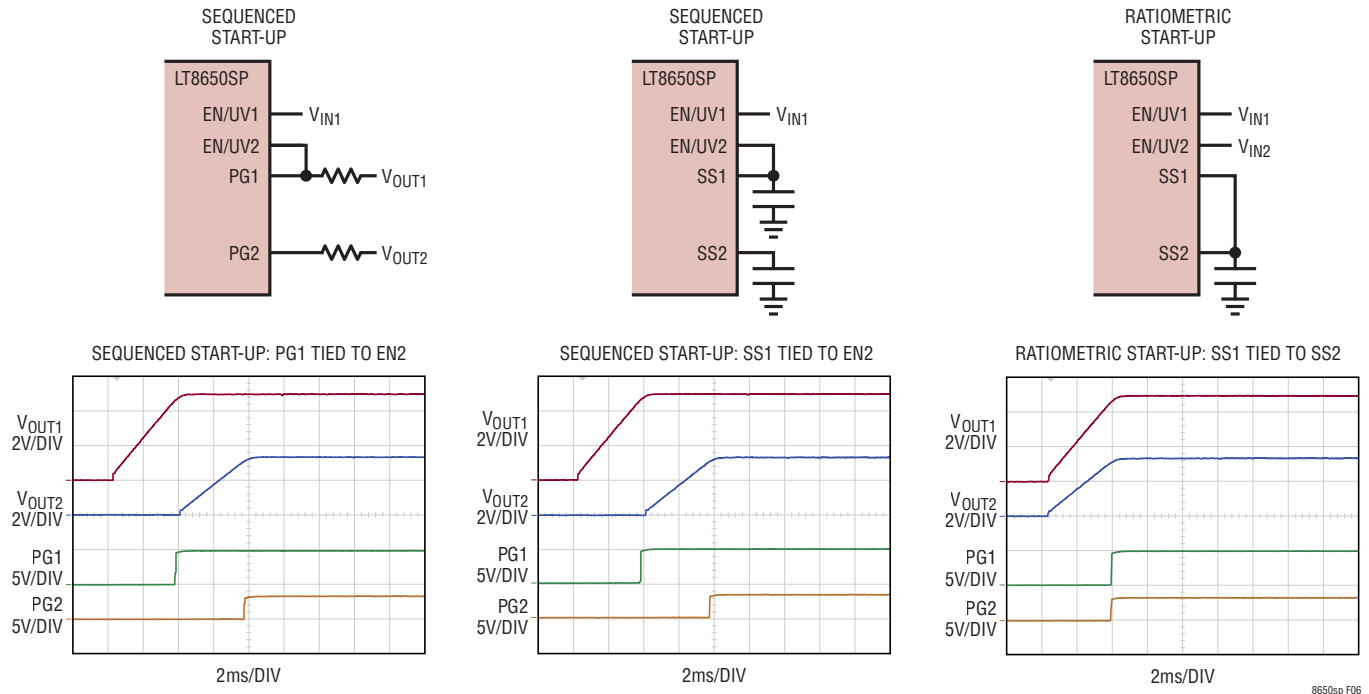 SEQUENCED
START-UP
LT8650SP
EN/UV1
VIN1
EN/UV2
PG1
VOUT1
PG2
VOUT2
SEQUENCED
START-UP
LT8650SP
EN/UV1
VIN1
EN/UV2
SS1
SS2
RATIOMETRIC
START-UP
LT8650SP
EN/UV1
VIN1
EN/UV2
VIN2
SS1
SS2
SEQUENCED START-UP: PG1 TIED TO EN2
VOUT1
2V/DIV
VOUT2
2V/DIV
PG1
5V/DIV
PG2
5V/DIV
2ms/DIV
SEQUENCED START-UP: SS1 TIED TO EN2
VOUT1
2V/DIV
VOUT2
2V/DIV
PG1
5V/DIV
PG2
5V/DIV
2ms/DIV
RATIOMETRIC START-UP: SS1 TIED TO SS2
VOUT1
2V/DIV
VOUT2
2V/DIV
PG1
5V/DIV
PG2
5V/DIV
2ms/DIV
8650sp F06